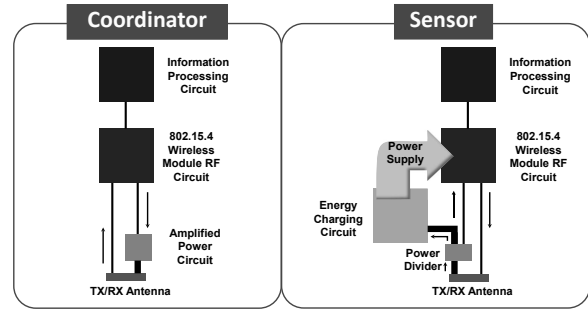 Coordinator
Information
Processing
Circuit
802.15.4
Wireless
Module RF
Circuit
Amplified
Power
Circuit
TX/RX Antenna
Sensor
Information
Processing
Circuit
Power
Supply
802.15.4
Wireless
Module RF
Circuit
Energy
Charging
Circuit
Power
Divider
TX/RX Antenna